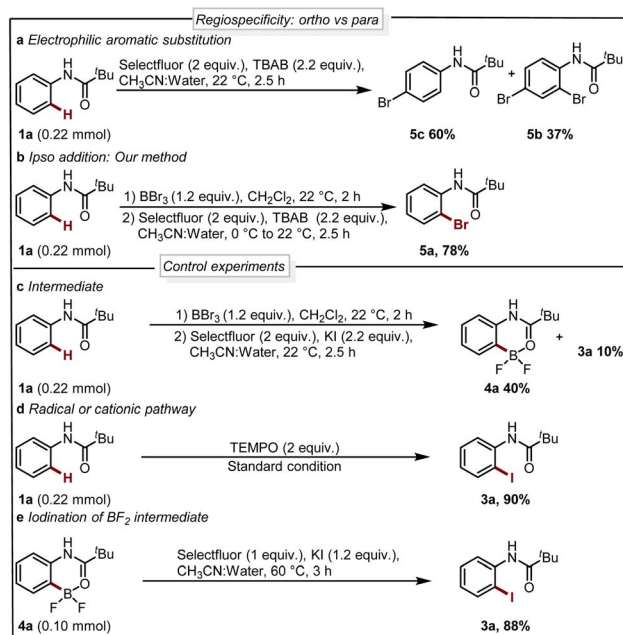 Regiospecificity: ortho vs para
a Electrophilic aromatic substitution
H
N
tBu
O
H
1a (0.22 mmol)
Selectfluor (2 equiv.), TBAB (2.2 equiv.),
CH3CN:Water, 22 °C, 2.5 h
H
N
tBu
O
Br
5c 60%
+
H
N
tBu
O
Br
Br
5b 37%
b Ipso addition: Our method
H
N
tBu
O
H
1a (0.22 mmol)
1) BBr3 (1.2 equiv.), CH2Cl2, 22 °C, 2 h
2) Selectfluor (2 equiv.), TBAB (2.2 equiv.),
CH3CN:Water, 0 °C to 22 °C, 2.5 h
H
N
tBu
O
Br
5a, 78%
Control experiments
c Intermediate
H
N
tBu
O
H
1a (0.22 mmol)
1) BBr3 (1.2 equiv.), CH2Cl2, 22 °C, 2 h
2) Selectfluor (2 equiv.), KI (2.2 equiv.),
CH3CN:Water, 22 °C, 2.5 h
H
N
tBu
O
B
F
F
4a 40%
+
3a 10%
d Radical or cationic pathway
H
N
tBu
O
H
1a (0.22 mmol)
TEMPO (2 equiv.)
Standard condition
H
N
tBu
O
I
3a, 90%
e Iodination of BF2 intermediate
H
N
tBu
O
B
F
F
4a (0.10 mmol)
Selectfluor (1 equiv.), KI (1.2 equiv.),
CH3CN:Water, 60 °C, 3 h
H
N
tBu
O
I
3a, 88%